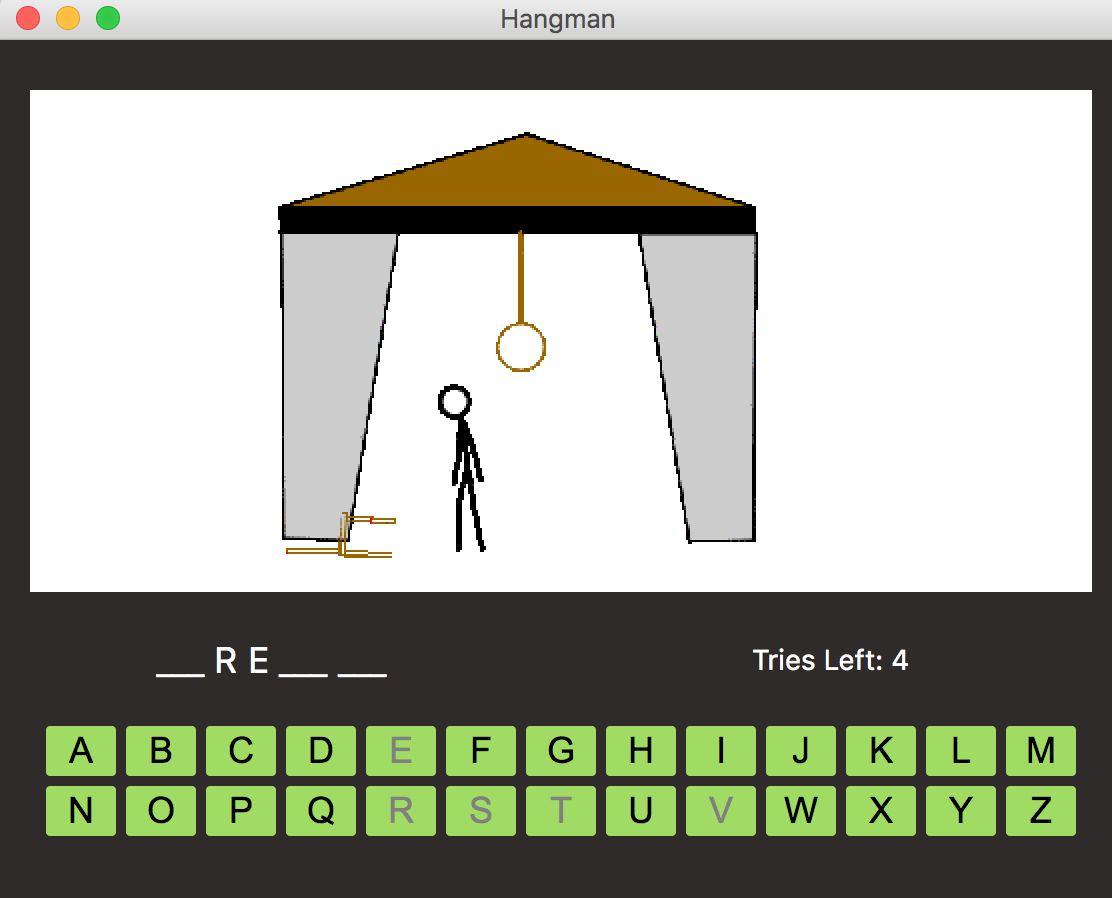 Hangman
___ R E ___ ___ Tries Left: 4
A B C D E F G H I J K L M
N O P Q R S T U V W X Y Z